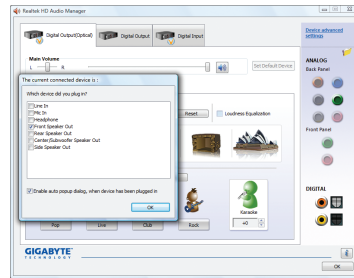 Realtek HD Audio Manager
Digital Output(Optical)
Digital Output
Digital Input
Device advanced settings
Main Volume
L
R
Set Default Device
ANALOG
Back Panel
The current connected device is :
Which device did you plug in?
Line In
Mic In
Headphone
Front Speaker Out
Rear Speaker Out
Center/Subwoofer Speaker Out
Side Speaker Out
Enable auto popup dialog, when device has been plugged in
OK
Reset
Loudness Equalization
Front Panel
Karaoke
+0
Pop
Live
Club
Rock
DIGITAL
GIGABYTE
TECHNOLOGY
i
OK